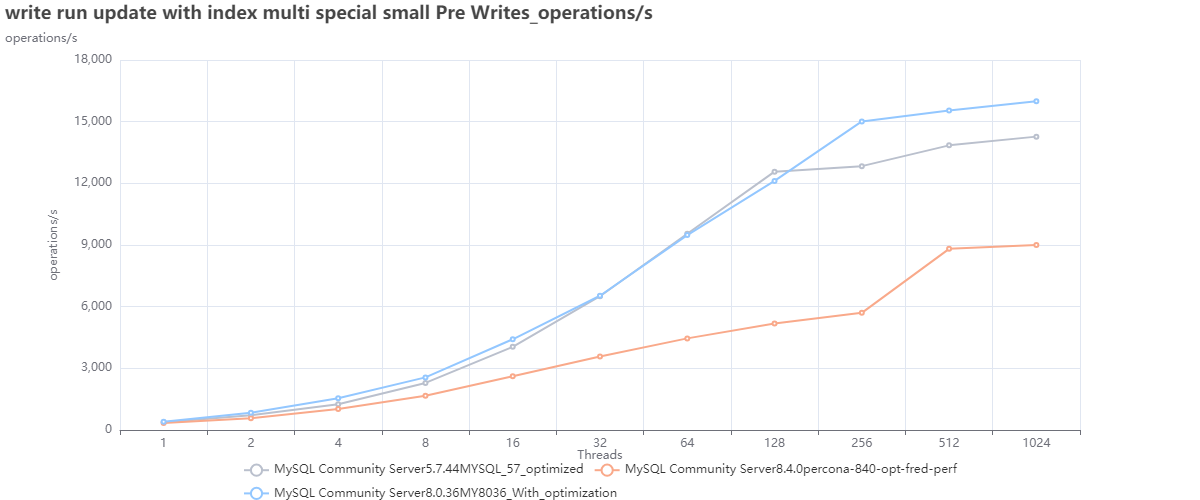 write run update with index multi special small Pre Writes_operations/s
operations/s
18,000
15,000
12,000
9,000
6,000
3,000
0
operations/s
1 2 4 8 16 32 64 128 256 512 1024
Threads
MySQL Community Server5.7.44MYSQL_57_optimized MySQL Community Server8.4.0percona-840-opt-fred-perf
MySQL Community Server8.0.36MY8036_With_optimization